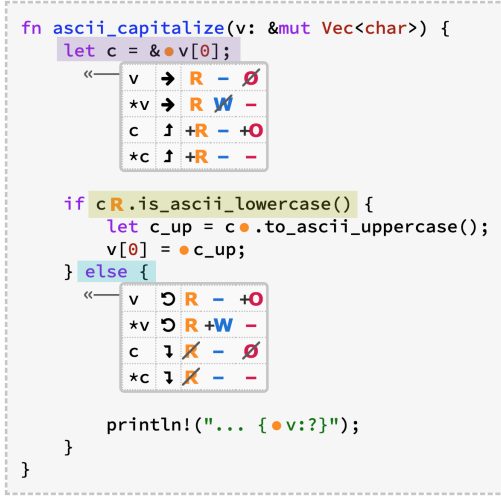 fn ascii_capitalize(v: &mut Vec<char>) {
let c = &●v[0];
« v → R – O
*v → R W –
c ↱ +R – +O
*c ↱ +R – –
if c R .is_ascii_lowercase() {
let c_up = c●.to_ascii_uppercase();
v[0] = ●c_up;
} else {
« v ↻ R – +O
*v ↻ R +W –
c ↴ R – O
*c ↴ R – –
println!("... {●v:?}");
}
}